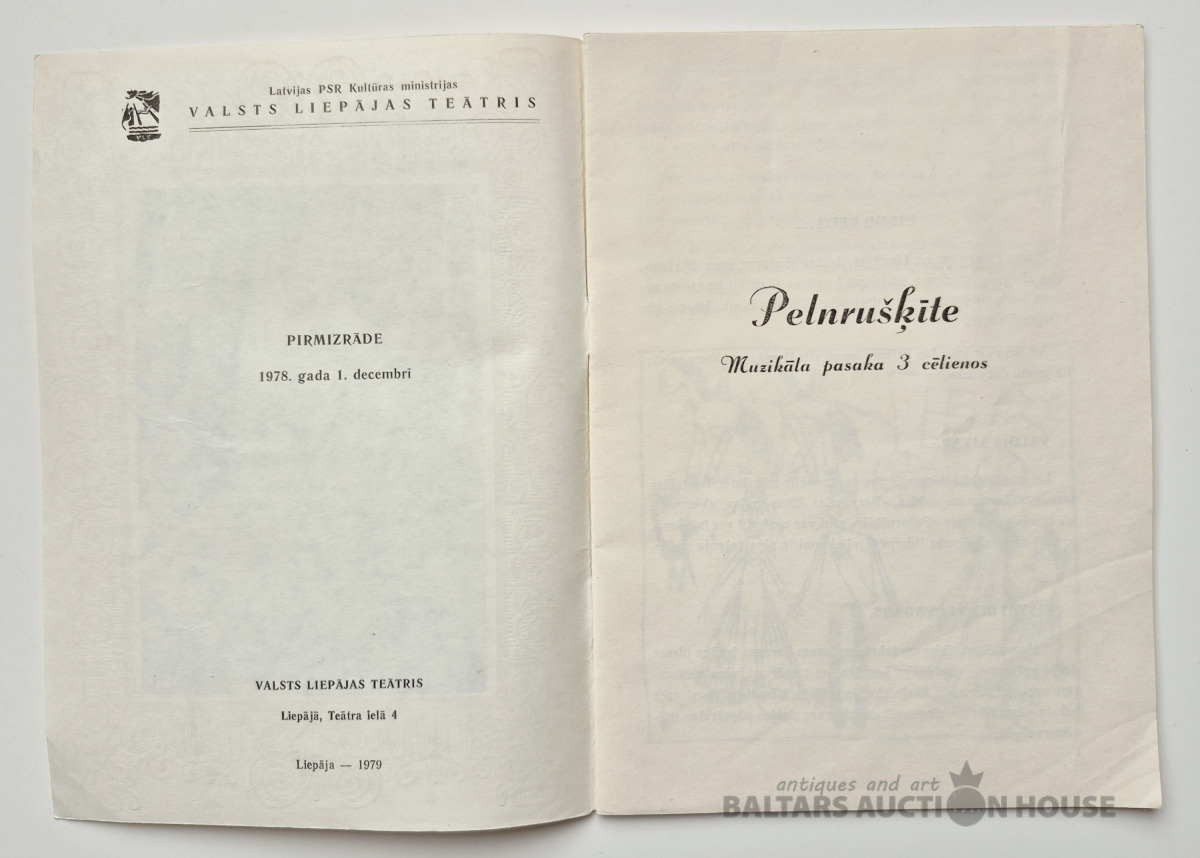 Latvijas PSR Kultūras ministrijas
VALSTS LIEPĀJAS TEĀTRIS
PIRMIZRĀDE
1978. gada 1. decembrī
VALSTS LIEPĀJAS TEĀTRIS
Liepājā, Teātra ielā 4
Liepāja — 1979
Pelnrušķīte
Muzikāla pasaka 3 cēlienos
antiques and art
BALTARS AUCTION HOUSE